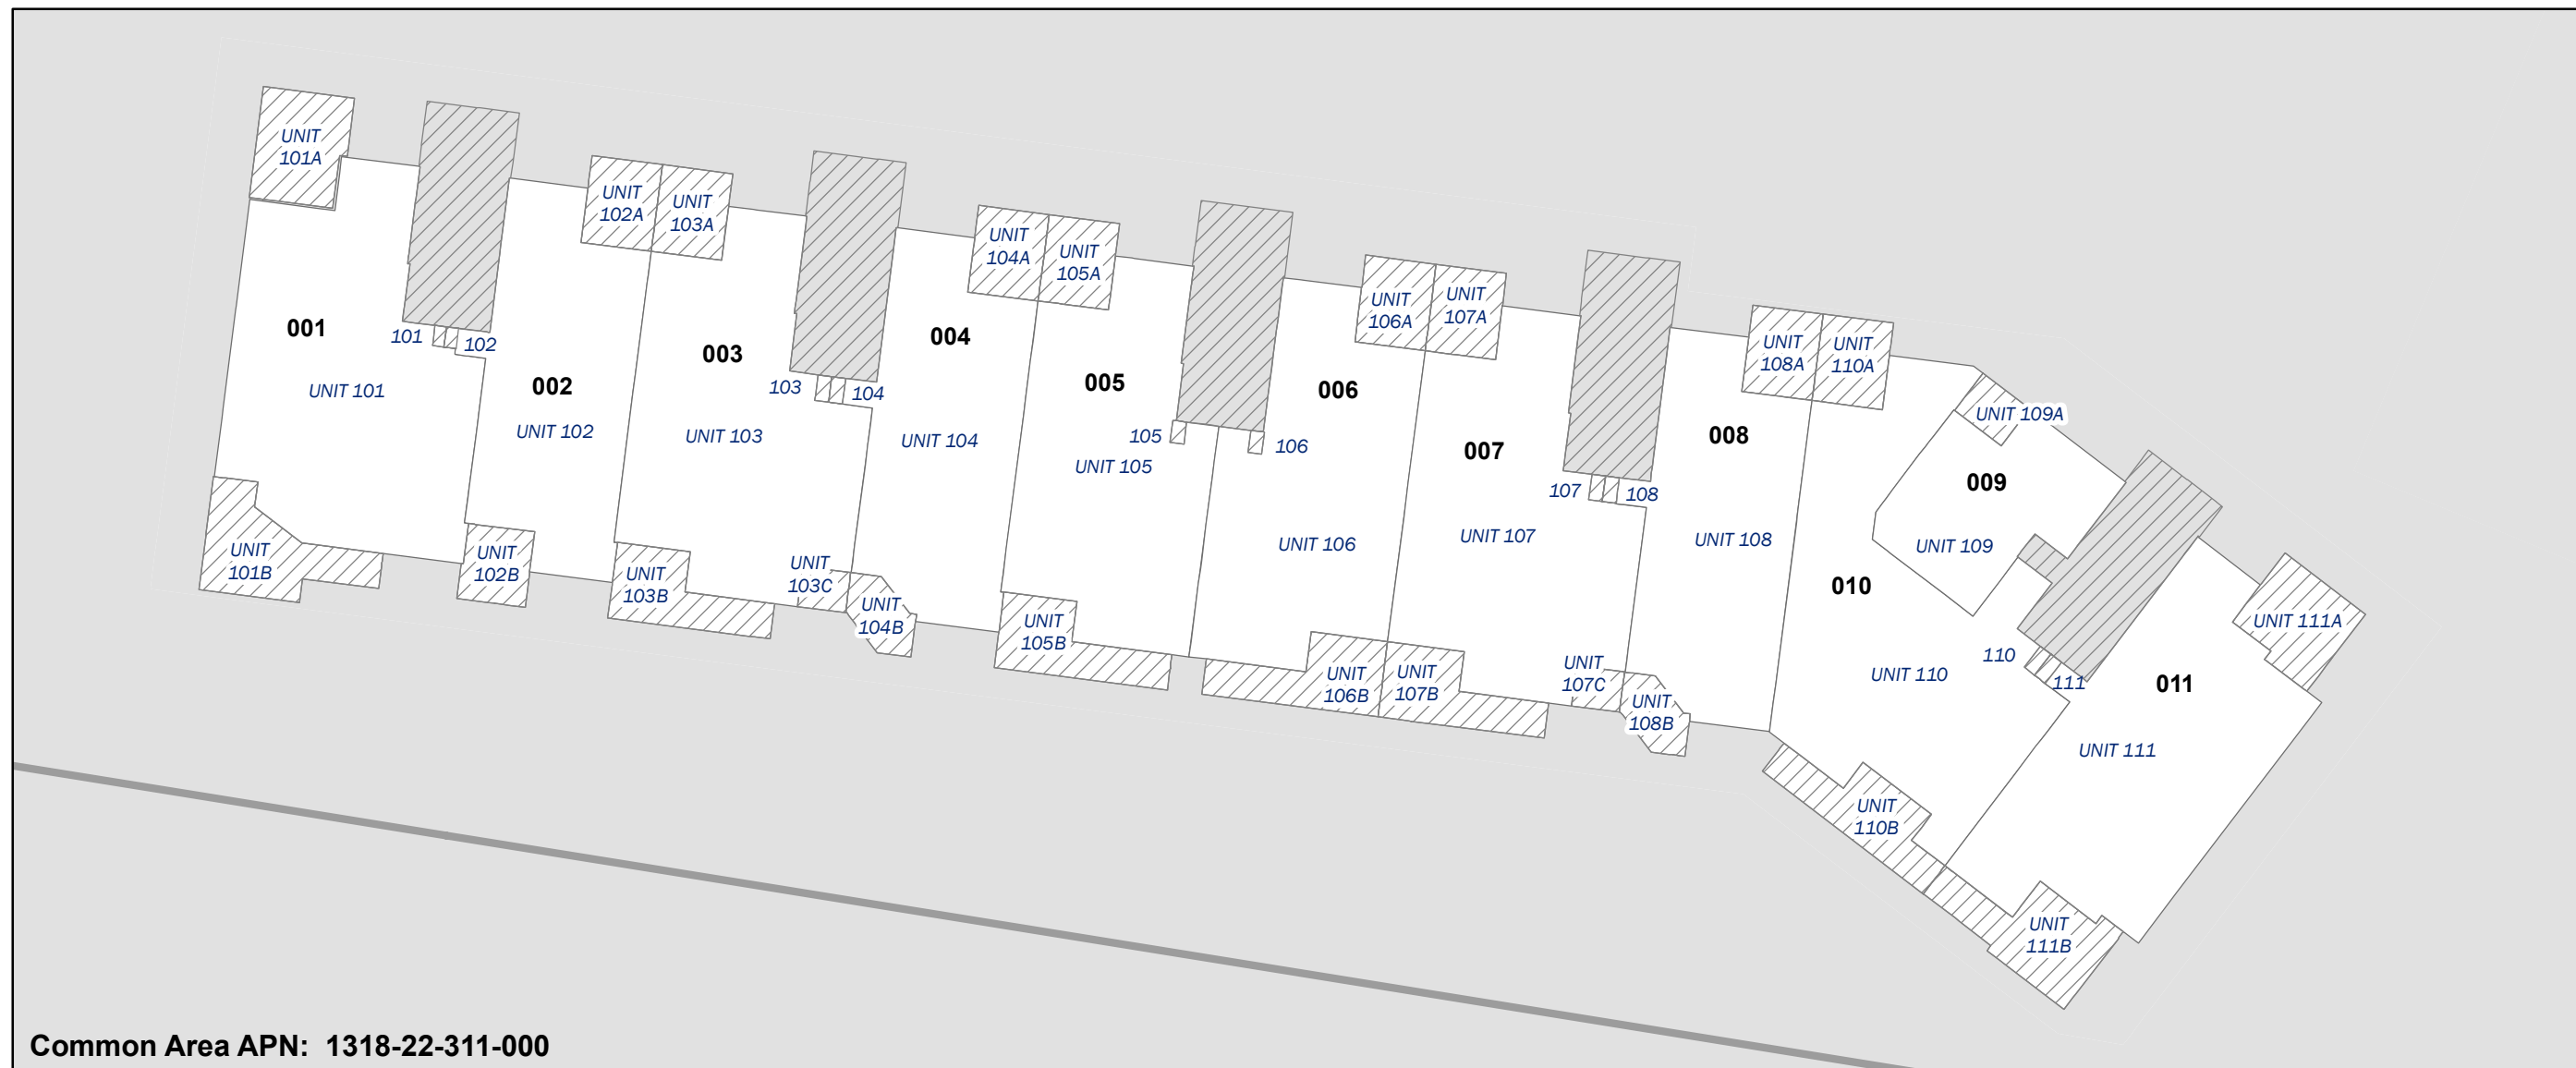 UNIT
101A
UNIT
102A
UNIT
103A
UNIT
104A
UNIT
105A
UNIT
106A
UNIT
107A
UNIT
108A
UNIT
110A
UNIT 109A
001
101
102
UNIT 101
002
UNIT 102
003
103
104
UNIT 103
004
UNIT 104
005
105
106
UNIT 105
006
UNIT 106
007
107
108
UNIT 107
008
UNIT 108
009
UNIT 109
010
110
111
UNIT 110
011
UNIT 111
UNIT 111A
UNIT
101B
UNIT
102B
UNIT
103B
UNIT
103C
UNIT
104B
UNIT
105B
UNIT
106B
UNIT
107B
UNIT
107C
UNIT
108B
UNIT
110B
UNIT
111B
Common Area APN: 1318-22-311-000